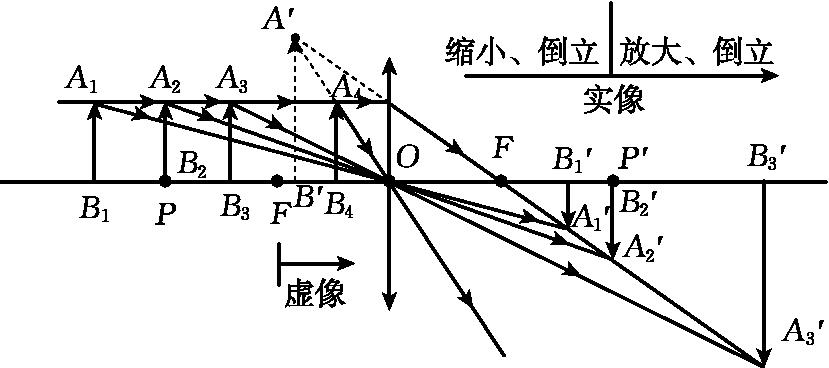 A′
缩小、倒立 放大、倒立
实像
A₁ A₂ A₃ A₄
O F B₁′ P′ B₃′
B₂
B₁ P B₃ F B′ B₄
A₁′ B₂′
A₂′
虚像
A₃′